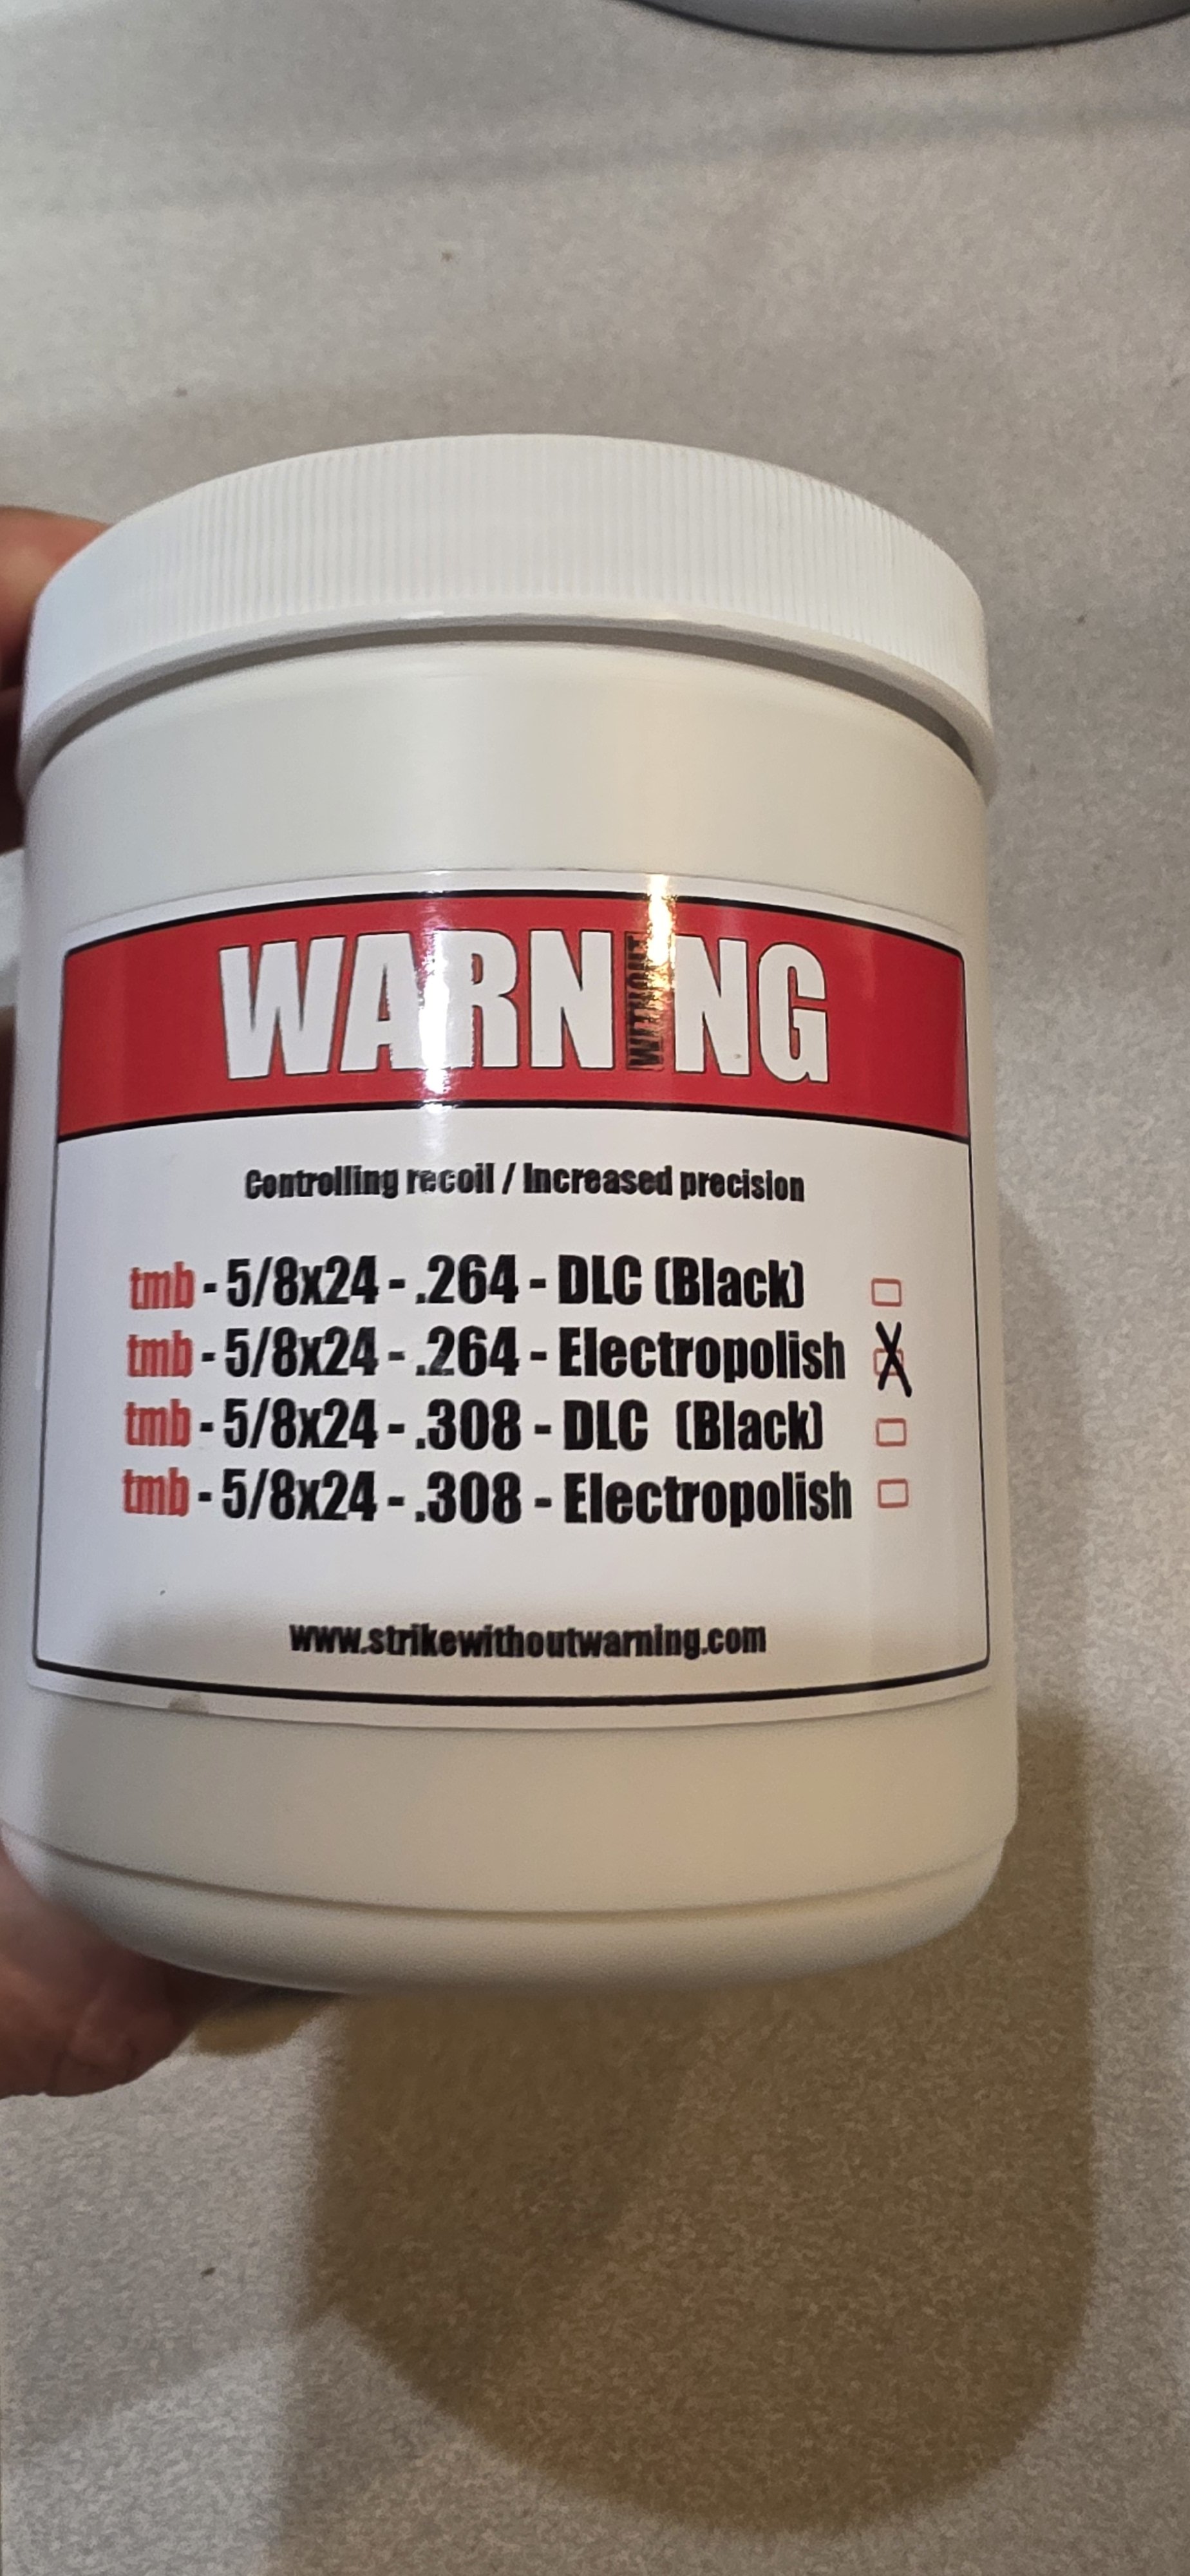 WARNING
WITHOUT
Controlling recoil / Increased precision
tmb - 5/8x24 - .264 - DLC (Black)
tmb - 5/8x24 - .264 - Electropolish X
tmb - 5/8x24 - .308 - DLC (Black)
tmb - 5/8x24 - .308 - Electropolish
www.strikewithoutwarning.com